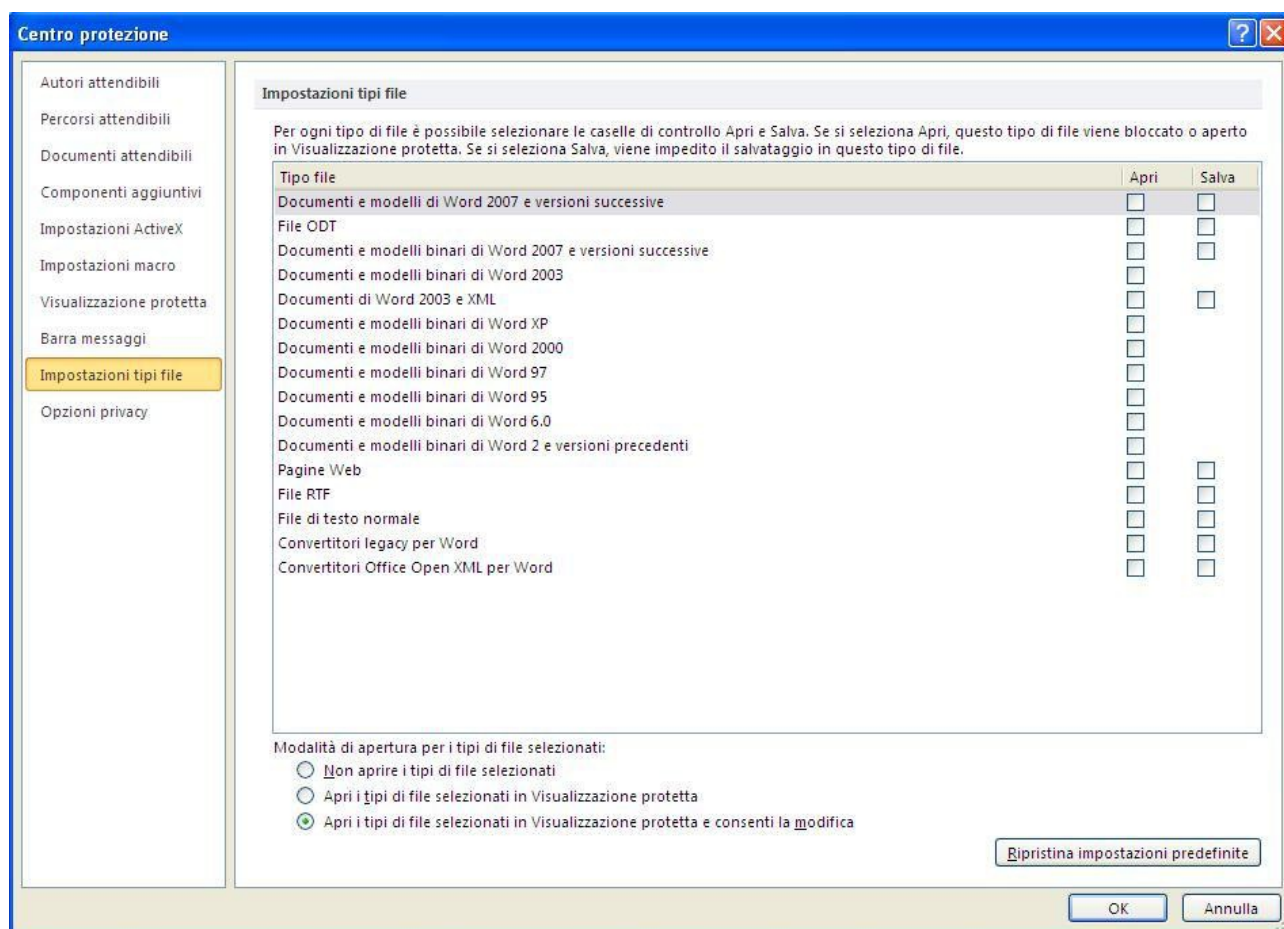 Centro protezione
Autori attendibili
Percorsi attendibili
Documenti attendibili
Componenti aggiuntivi
Impostazioni ActiveX
Impostazioni macro
Visualizzazione protetta
Barra messaggi
Impostazioni tipi file
Opzioni privacy
Impostazioni tipi file
Per ogni tipo di file è possibile selezionare le caselle di controllo Apri e Salva. Se si seleziona Apri, questo tipo di file viene bloccato o aperto
in Visualizzazione protetta. Se si seleziona Salva, viene impedito il salvataggio in questo tipo di file.
Tipo file Apri Salva
Documenti e modelli di Word 2007 e versioni successive
File ODT
Documenti e modelli binari di Word 2007 e versioni successive
Documenti e modelli binari di Word 2003
Documenti di Word 2003 e XML
Documenti e modelli binari di Word XP
Documenti e modelli binari di Word 2000
Documenti e modelli binari di Word 97
Documenti e modelli binari di Word 95
Documenti e modelli binari di Word 6.0
Documenti e modelli binari di Word 2 e versioni precedenti
Pagine Web
File RTF
File di testo normale
Convertitori legacy per Word
Convertitori Office Open XML per Word
Modalità di apertura per i tipi di file selezionati:
Non aprire i tipi di file selezionati
Apri i tipi di file selezionati in Visualizzazione protetta
Apri i tipi di file selezionati in Visualizzazione protetta e consenti la modifica
Ripristina impostazioni predefinite
OK Annulla